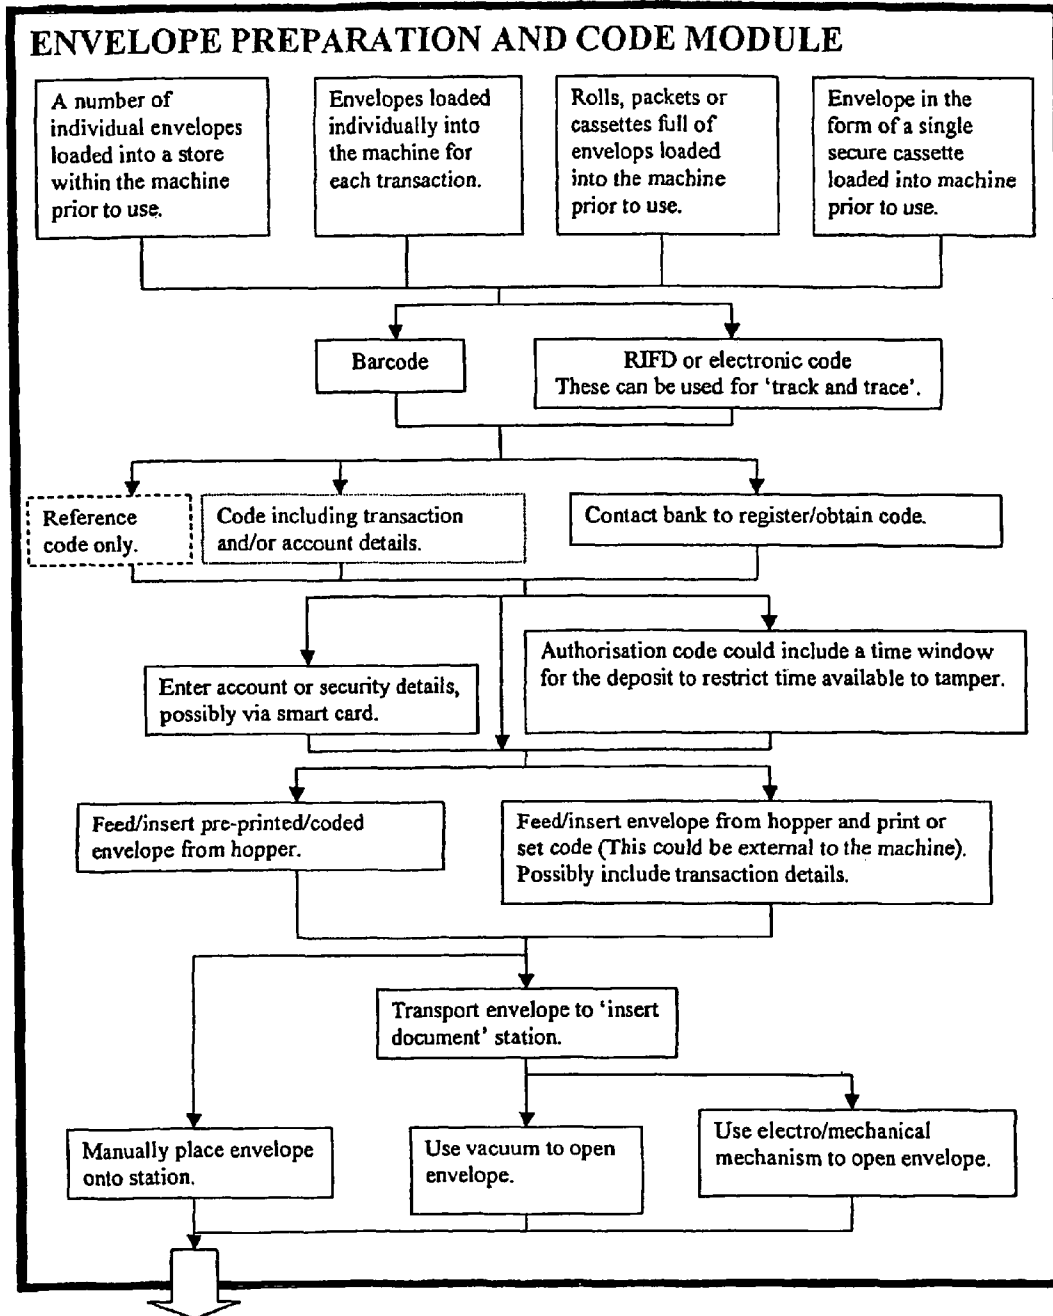 ENVELOPE PREPARATION AND CODE MODULE
A number of
individual envelopes
loaded into a store
within the machine
prior to use.
Envelopes loaded
individually into
the machine for
each transaction.
Rolls, packets or
cassettes full of
envelops loaded
into the machine
prior to use.
Envelope in the
form of a single
secure cassette
loaded into machine
prior to use.
Barcode
RIFD or electronic code
These can be used for ‘track and trace’.
Reference
code only.
Code including transaction
and/or account details.
Contact bank to register/obtain code.
Enter account or security details,
possibly via smart card.
Authorisation code could include a time window
for the deposit to restrict time available to tamper.
Feed/insert pre-printed/coded
envelope from hopper.
Feed/insert envelope from hopper and print or
set code (This could be external to the machine).
Possibly include transaction details.
Transport envelope to ‘insert
document’ station.
Manually place envelope
onto station.
Use vacuum to open
envelope.
Use electro/mechanical
mechanism to open envelope.